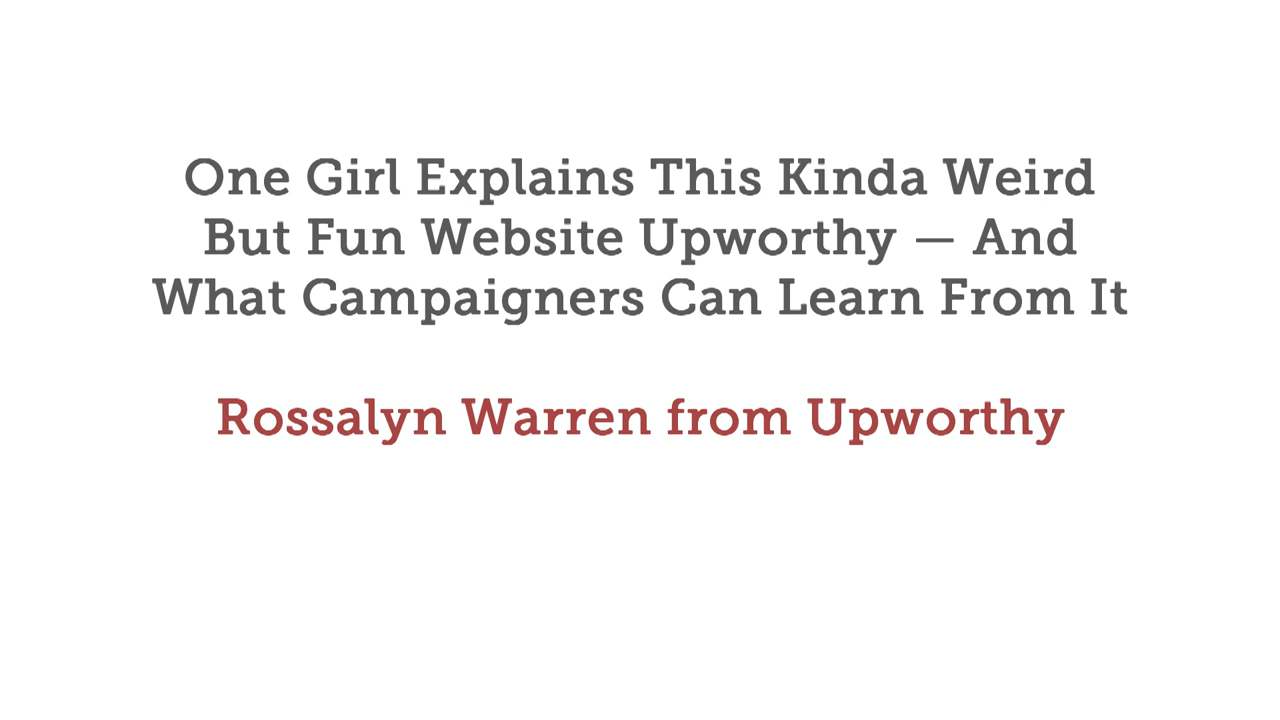 One Girl Explains This Kinda Weird
But Fun Website Upworthy — And
What Campaigners Can Learn From It
Rossalyn Warren from Upworthy